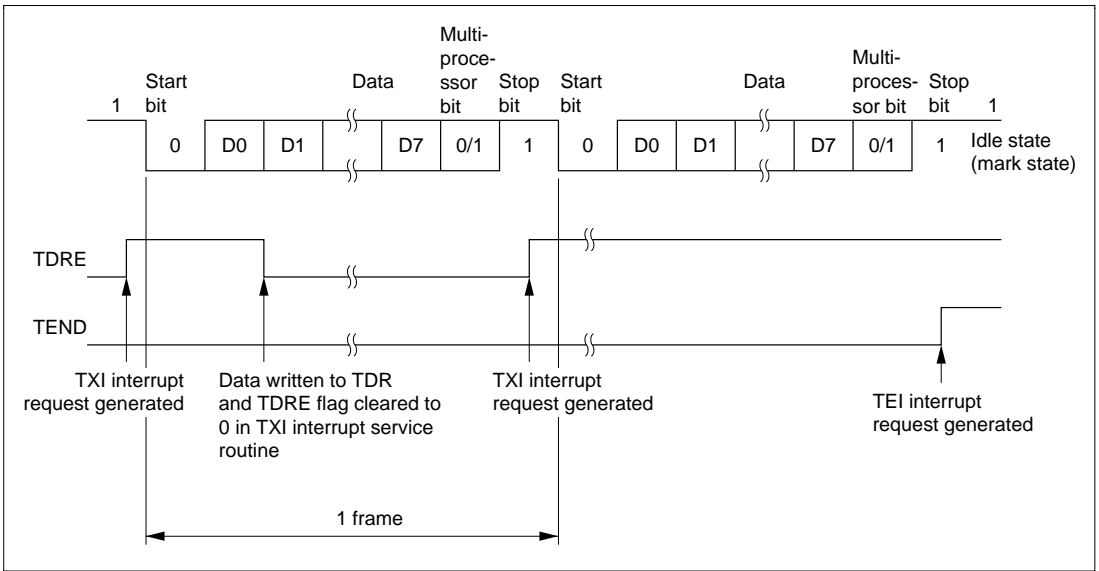 Multi-
proce-
ssor
bit
Start
bit
Data
Stop
bit
Start
bit
Data
Multi-
proces-
sor bit
Stop
bit
1
1
0
D0
D1
D7
0/1
1
0
D0
D1
D7
0/1
1
Idle state
(mark state)
TDRE
TEND
TXI interrupt
request generated
Data written to TDR
and TDRE flag cleared to
0 in TXI interrupt service
routine
TXI interrupt
request generated
TEI interrupt
request generated
1 frame